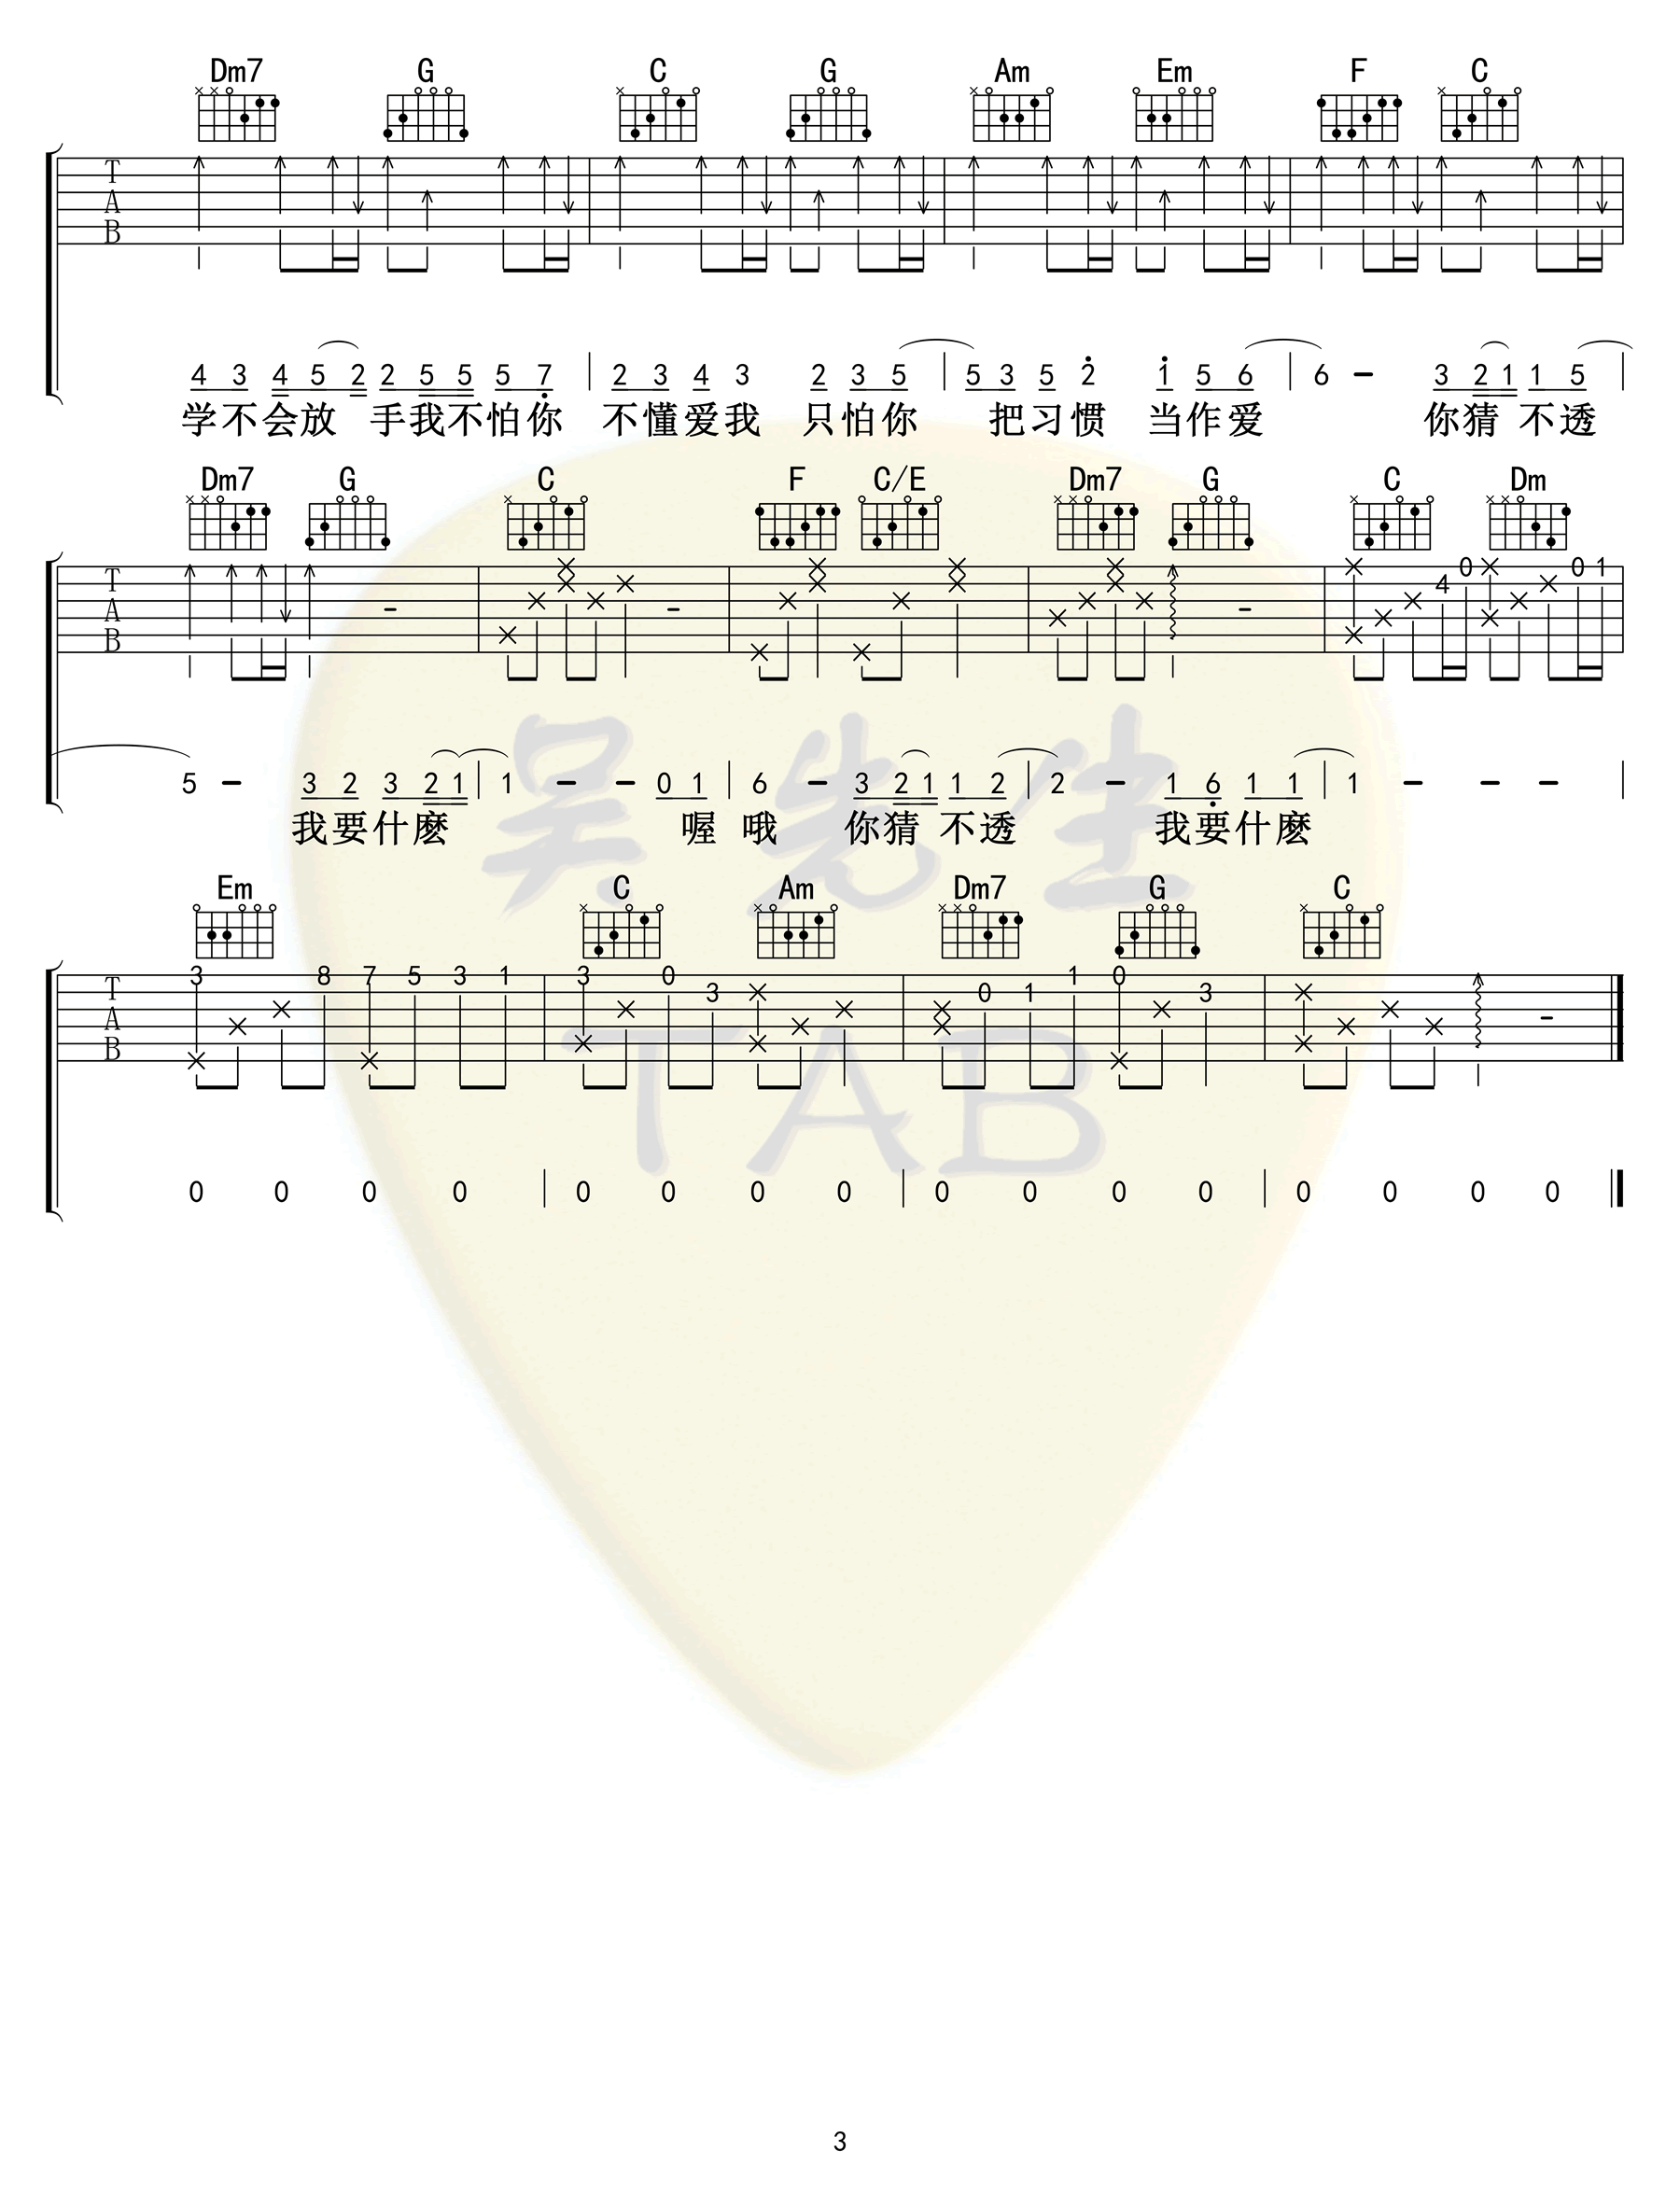 Dm7 G C G Am Em F C
T
A
B
4 3 4 5 2 2 5 5 5 7 2 3 4 3 2 3 5 5 3 5 2 1 5 6 6 - 3 2 1 1 5
学不会放 手我不怕你 不懂爱我 只怕你 把习惯 当作爱 你猜 不透
Dm7 G C F C/E Dm7 G C Dm
0 0 1
4
T
A
B
5 - 3 2 3 2 1 1 - - 0 1 6 - 3 2 1 1 2 2 - 1 6 1 1 1 - - -
我要什麽 喔 哦 你猜 不透 我要什麽
吴先生
Em C Am Dm7 G C
3 8 7 5 3 1 3 0 1 0
3 0 1 3
T
A
B
TAB
0 0 0 0 0 0 0 0 0 0 0 0 0 0 0 0
3